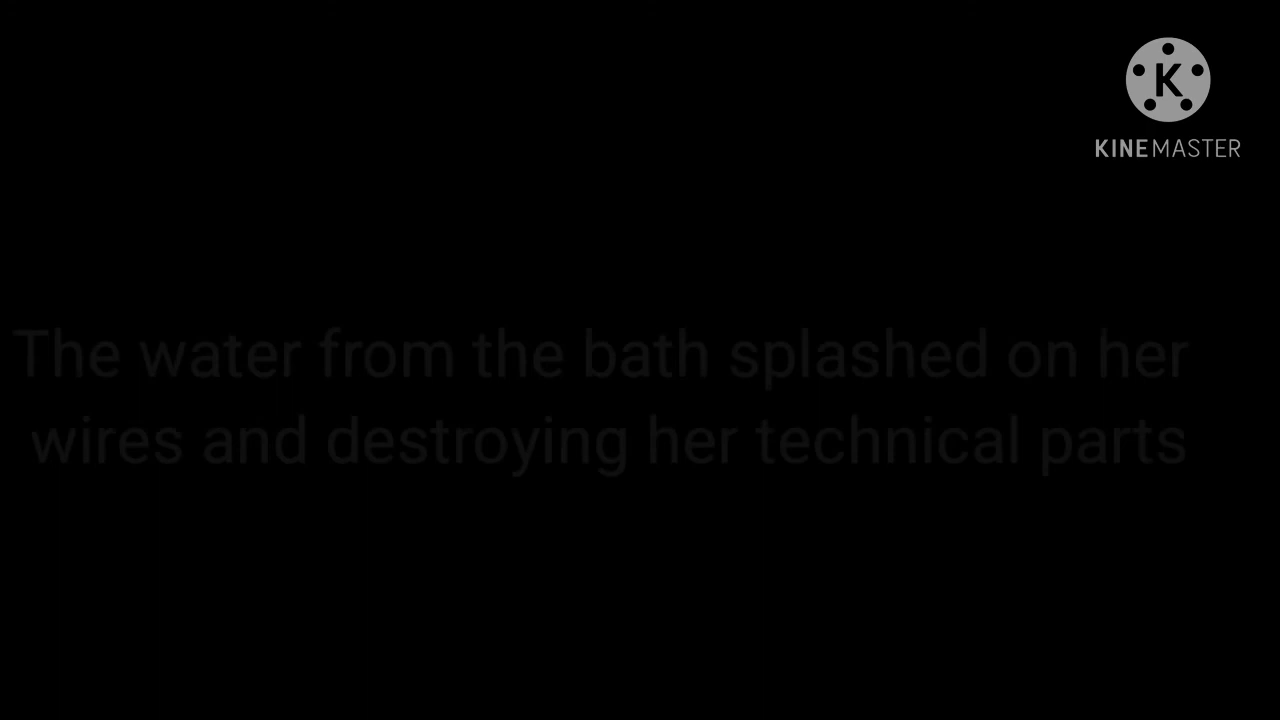 K
KINEMASTER
The water from the bath splashed on her
wires and destroying her technical parts